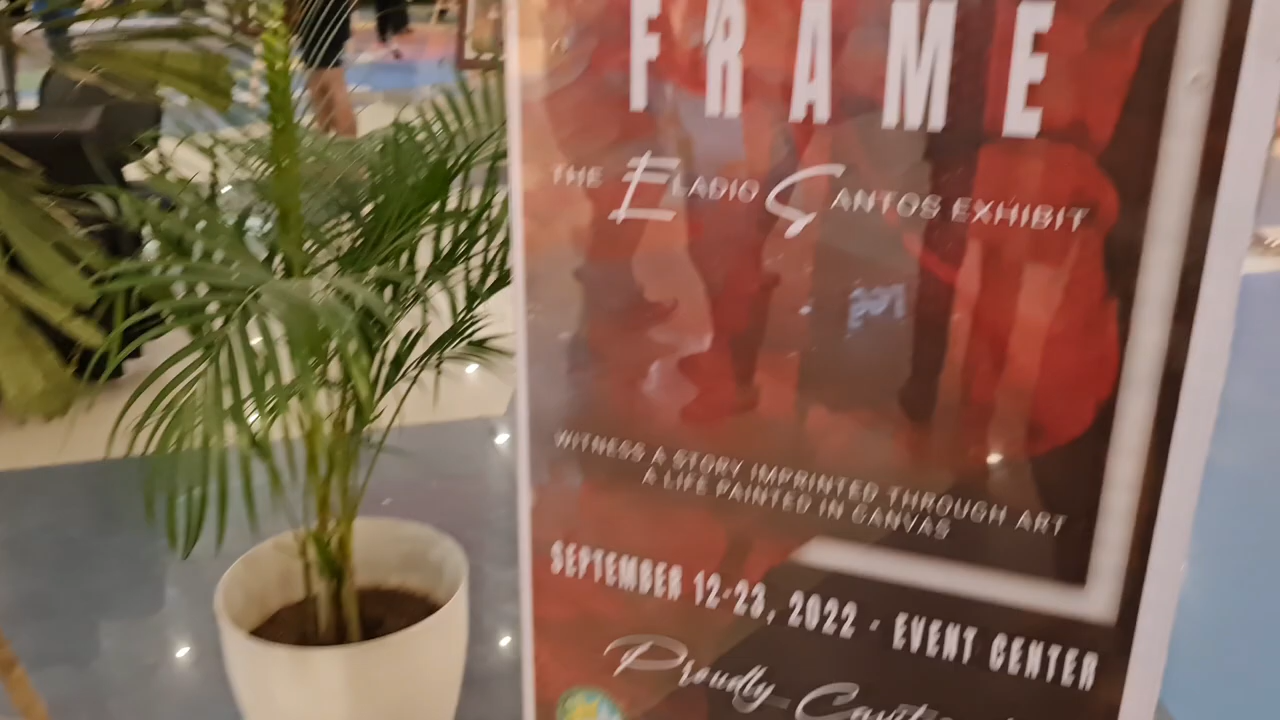 FRAME
THE ELADIO SANTOS EXHIBIT
WITNESS A STORY IMPRINTED THROUGH ART
A LIFE PAINTED IN CANVAS
SEPTEMBER 12-23, 2022 - EVENT CENTER
Proudly